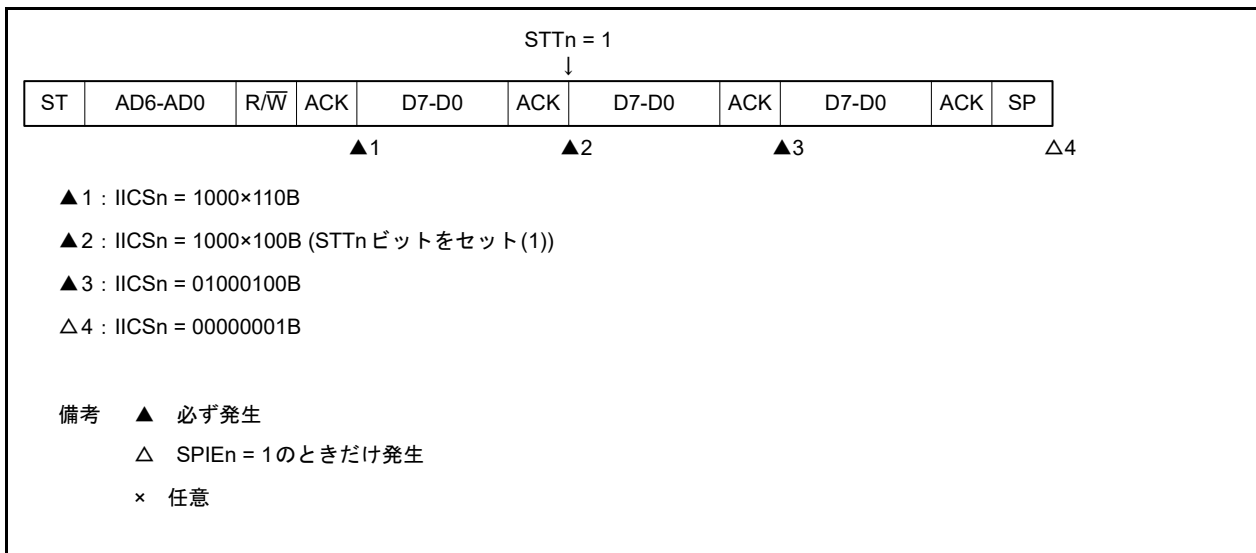 STTn = 1
↓
ST AD6-AD0 R/W̅ ACK D7-D0 ACK D7-D0 ACK D7-D0 ACK SP
▲1 ▲2 ▲3 △4
▲1 : IICSn = 1000×110B
▲2 : IICSn = 1000×100B (STTnビットをセット(1))
▲3 : IICSn = 01000100B
△4 : IICSn = 00000001B
備考 ▲ 必ず発生
△ SPIEn = 1のときだけ発生
× 任意